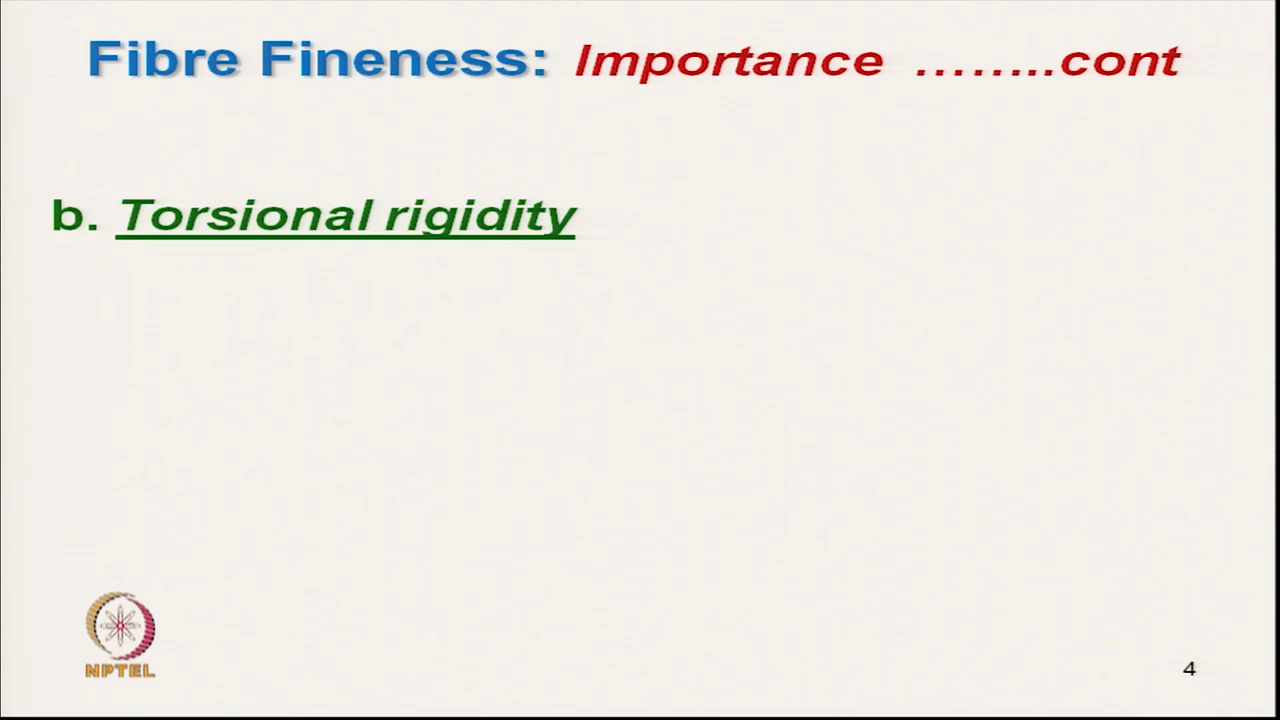 Fibre Fineness: Importance ........cont
b. Torsional rigidity
NPTEL
4